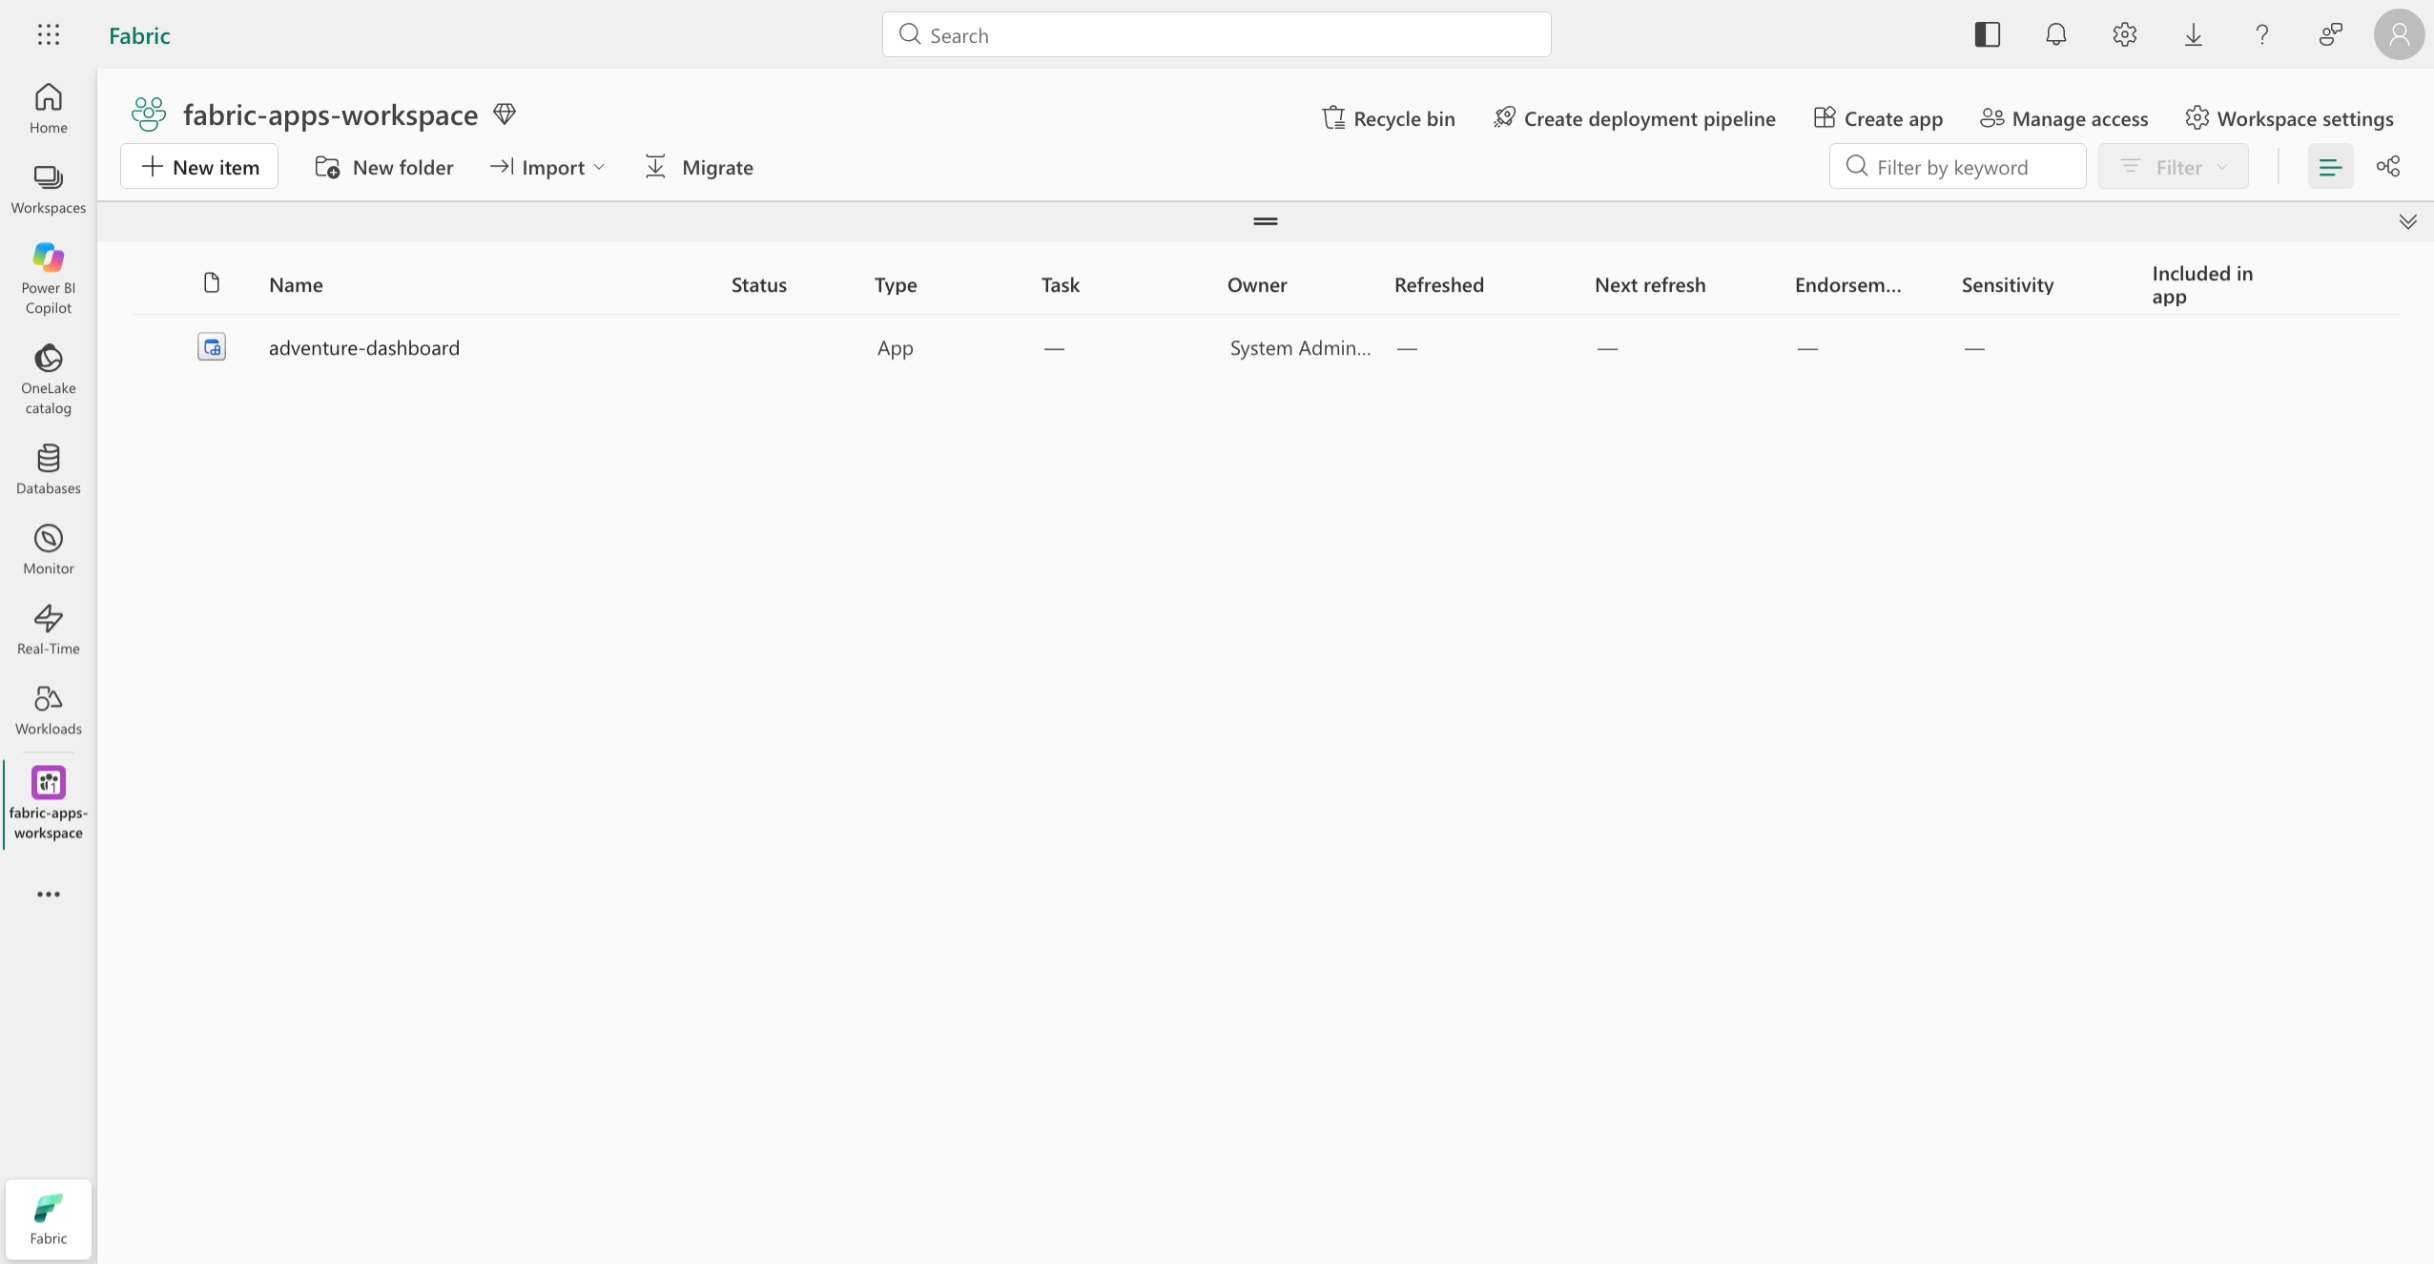 Fabric
Search
Home
Workspaces
Power BI
Copilot
OneLake
catalog
Databases
Monitor
Real-Time
Workloads
fabric-apps-
workspace
Fabric
fabric-apps-workspace
Recycle bin
Create deployment pipeline
Create app
Manage access
Workspace settings
New item
New folder
Import
Migrate
Filter by keyword
Filter
Name
Status
Type
Task
Owner
Refreshed
Next refresh
Endorsem...
Sensitivity
Included in
app
adventure-dashboard
App
—
System Admin...
—
—
—
—